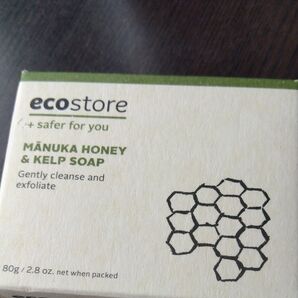 ecostore
+ safer for you
MĀNUKA HONEY
& KELP SOAP
Gently cleanse and
exfoliate
80g / 2.8 oz. net when packed